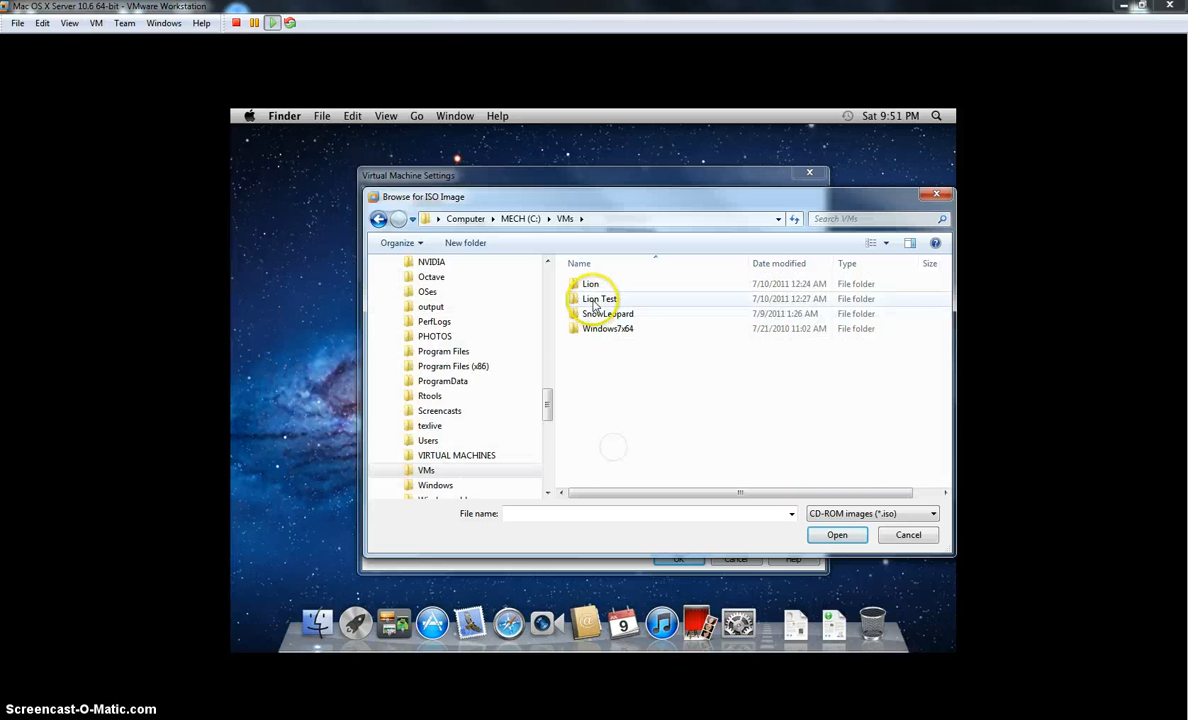 Mac OS X Server 10.6 64-bit - VMware Workstation
File Edit View VM Team Windows Help
Finder File Edit View Go Window Help Sat 9:51 PM
Virtual Machine Settings
Browse for ISO Image
Computer MECH (C:) VMs Search VMs
Organize New folder
Name Date modified Type Size
NVIDIA
Octave
OSes
output
PerfLogs
PHOTOS
Program Files
Program Files (x86)
ProgramData
Rtools
Screencasts
texlive
Users
VIRTUAL MACHINES
VMs
Windows
Lion 7/10/2011 12:24 AM File folder
Lion Test 7/10/2011 12:27 AM File folder
SnowLeopard 7/9/2011 1:26 AM File folder
Windows7x64 7/21/2010 11:02 AM File folder
File name: CD-ROM images (*.iso)
Open Cancel
OK Cancel Help
JUL
9
Screencast-O-Matic.com